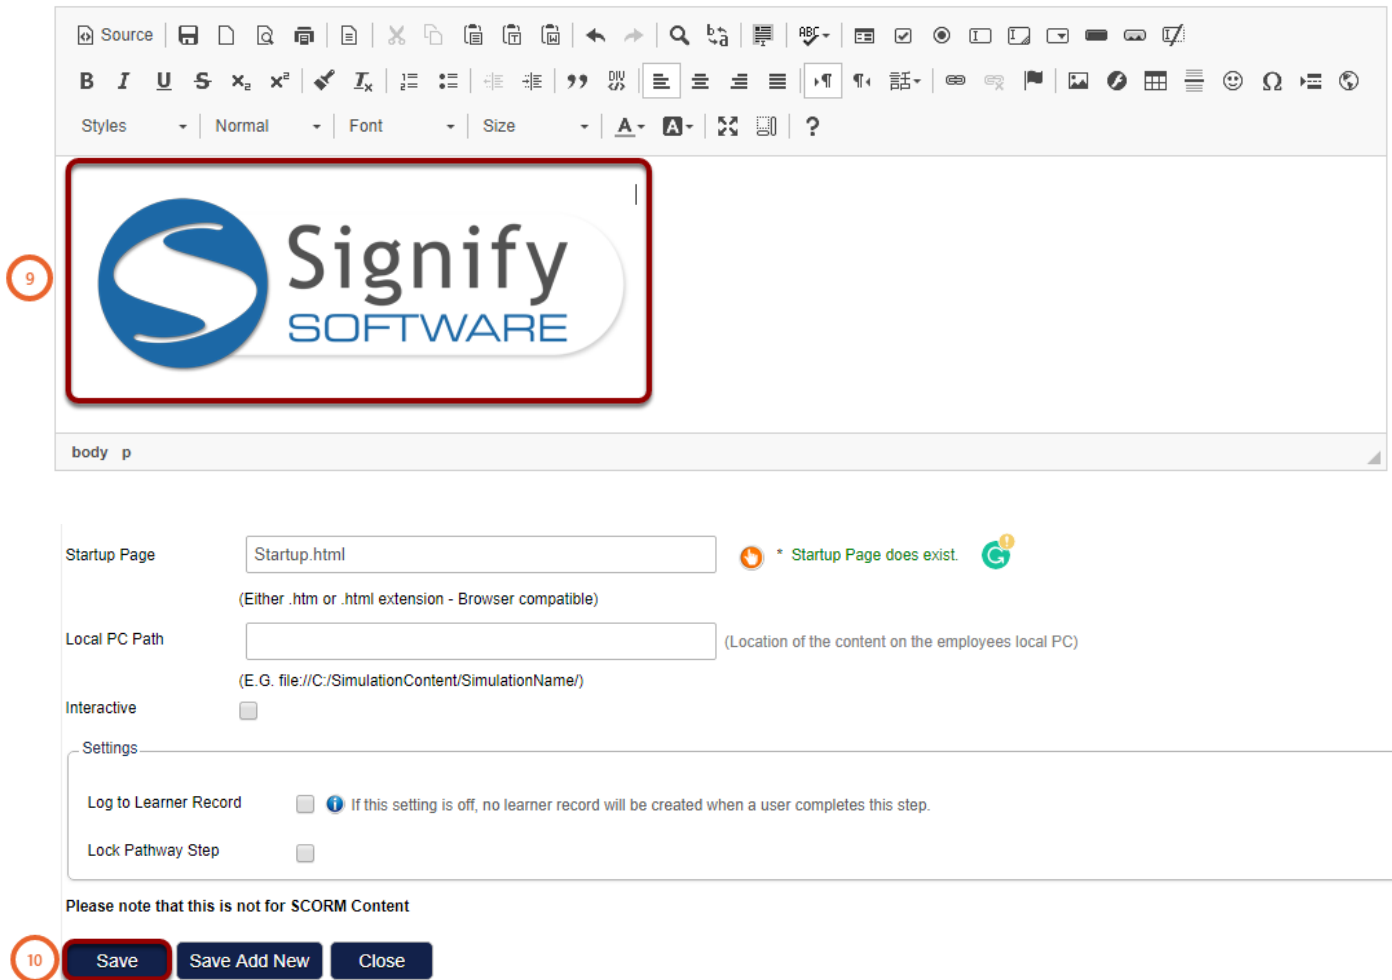 Source
Styles Normal Font Size
9
Signify
SOFTWARE
body p
Startup Page Startup.html * Startup Page does exist.
(Either .htm or .html extension - Browser compatible)
Local PC Path (Location of the content on the employees local PC)
(E.G. file://C:/SimulationContent/SimulationName/)
Interactive
Settings
Log to Learner Record If this setting is off, no learner record will be created when a user completes this step.
Lock Pathway Step
Please note that this is not for SCORM Content
10 Save Save Add New Close